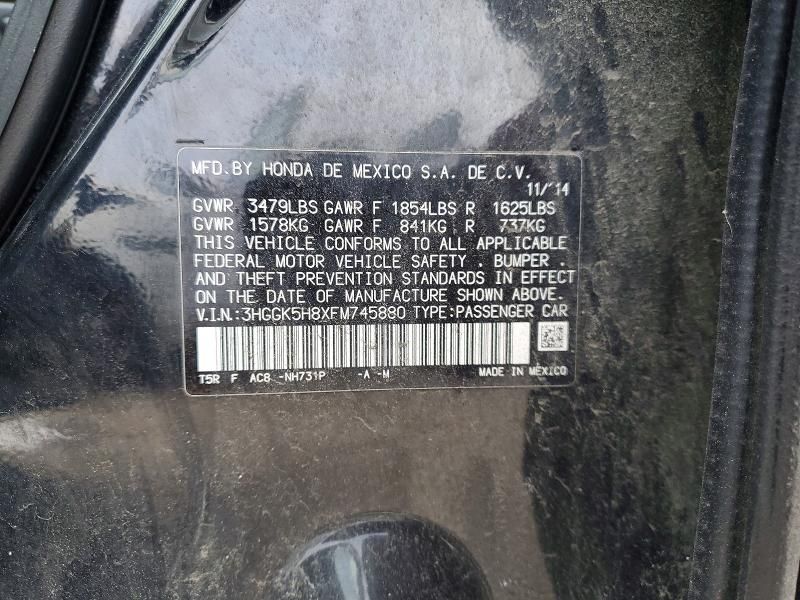 MFD.BY HONDA DE MEXICO S.A. DE C.V.
11/'14
GVWR 3479LBS GAWR F 1854LBS R 1625LBS
GVWR 1578KG GAWR F 841KG R 737KG
THIS VEHICLE CONFORMS TO ALL APPLICABLE
FEDERAL MOTOR VEHICLE SAFETY . BUMPER .
AND THEFT PREVENTION STANDARDS IN EFFECT
ON THE DATE OF MANUFACTURE SHOWN ABOVE.
V.I.N.:3HGGK5H8XFM745880 TYPE:PASSENGER CAR
T5R F AC8 -NH731P -A -M MADE IN MEXICO